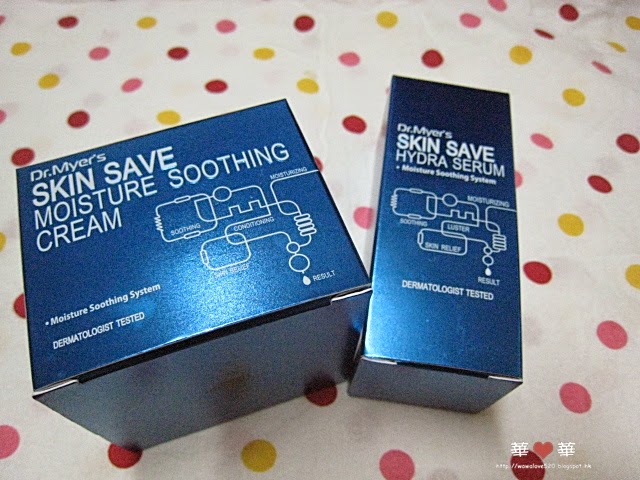 Dr.Myer's
SKIN SAVE
MOISTURE SOOTHING
CREAM
MOISTURIZING
SOOTHING
CONDITIONING
SKIN RELIEF
RESULT
• Moisture Soothing System
DERMATOLOGIST TESTED
Dr.Myer's
SKIN SAVE
HYDRA SERUM
• Moisture Soothing System
MOISTURIZING
SOOTHING
LUSTER
SKIN RELIEF
RESULT
DERMATOLOGIST TESTED
華❤華
http://wawalove520.blogspot.hk